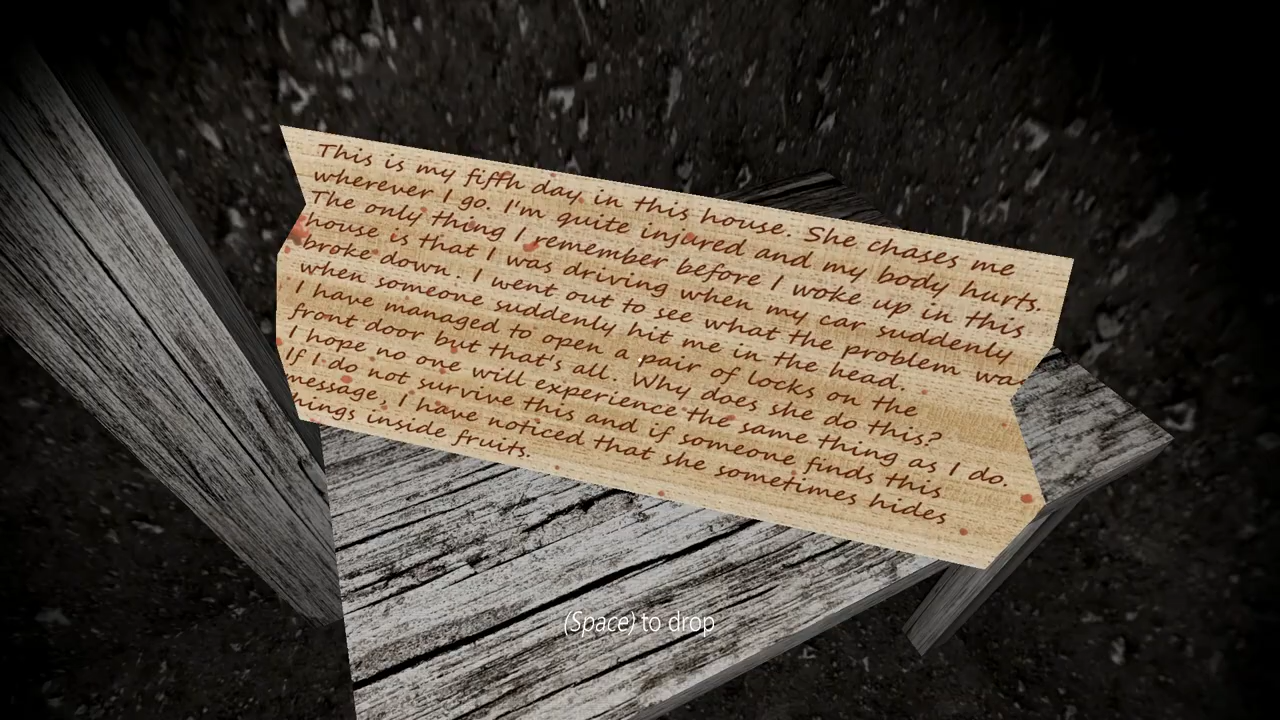 This is my fifth day in this house. She chases me
wherever I go. I'm quite injured and my body hurts.
The only thing I remember before I woke up in this
house is that I was driving when my car suddenly
broke down. I went out to see what the problem was
when someone suddenly hit me in the head.
I have managed to open a pair of locks on the
front door but that's all. Why does she do this?
I hope no one will experience the same thing as I do.
If I do not survive this and if someone finds this
message, I have noticed that she sometimes hides
things inside fruits.
(Space) to drop